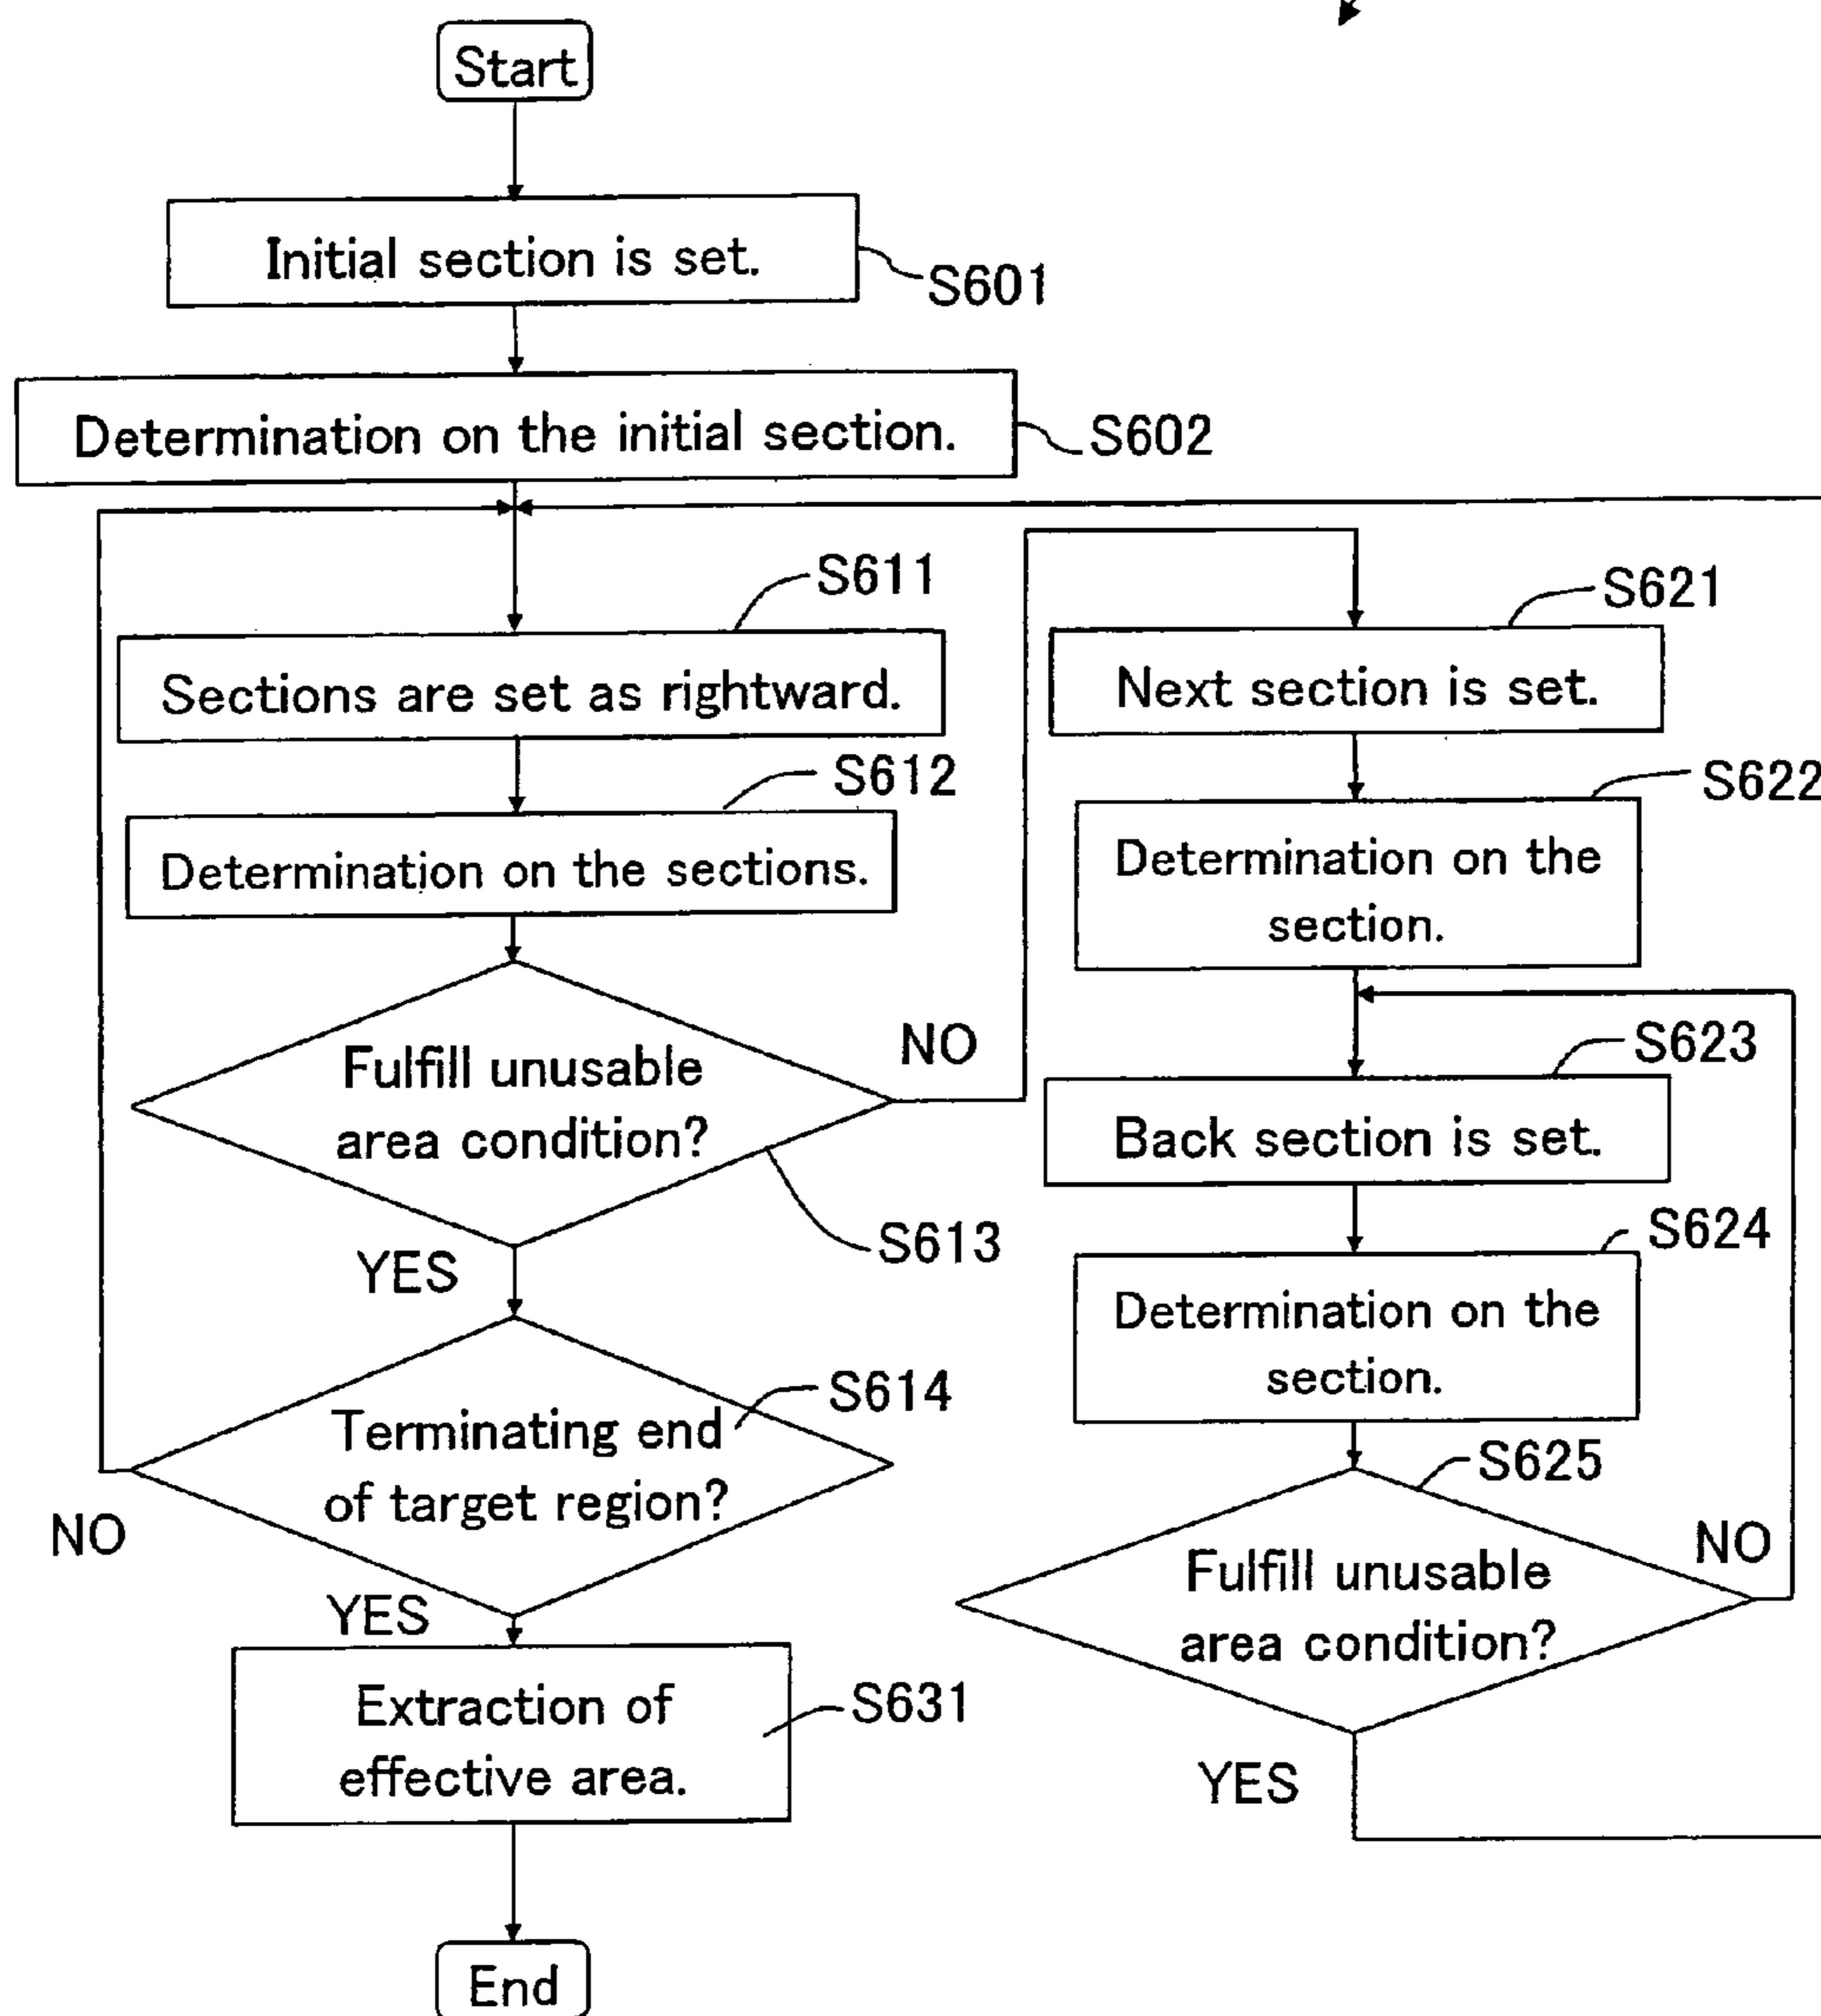 Start
Initial section is set.
S601
Determination on the initial section.
S602
S611
Sections are set as rightward.
S612
Determination on the sections.
Fulfill unusable
area condition?
NO
S613
YES
S614
Terminating end
of target region?
NO
YES
Extraction of
effective area.
S631
End
S621
Next section is set.
S622
Determination on the
section.
S623
Back section is set.
S624
Determination on the
section.
S625
Fulfill unusable
area condition?
NO
YES